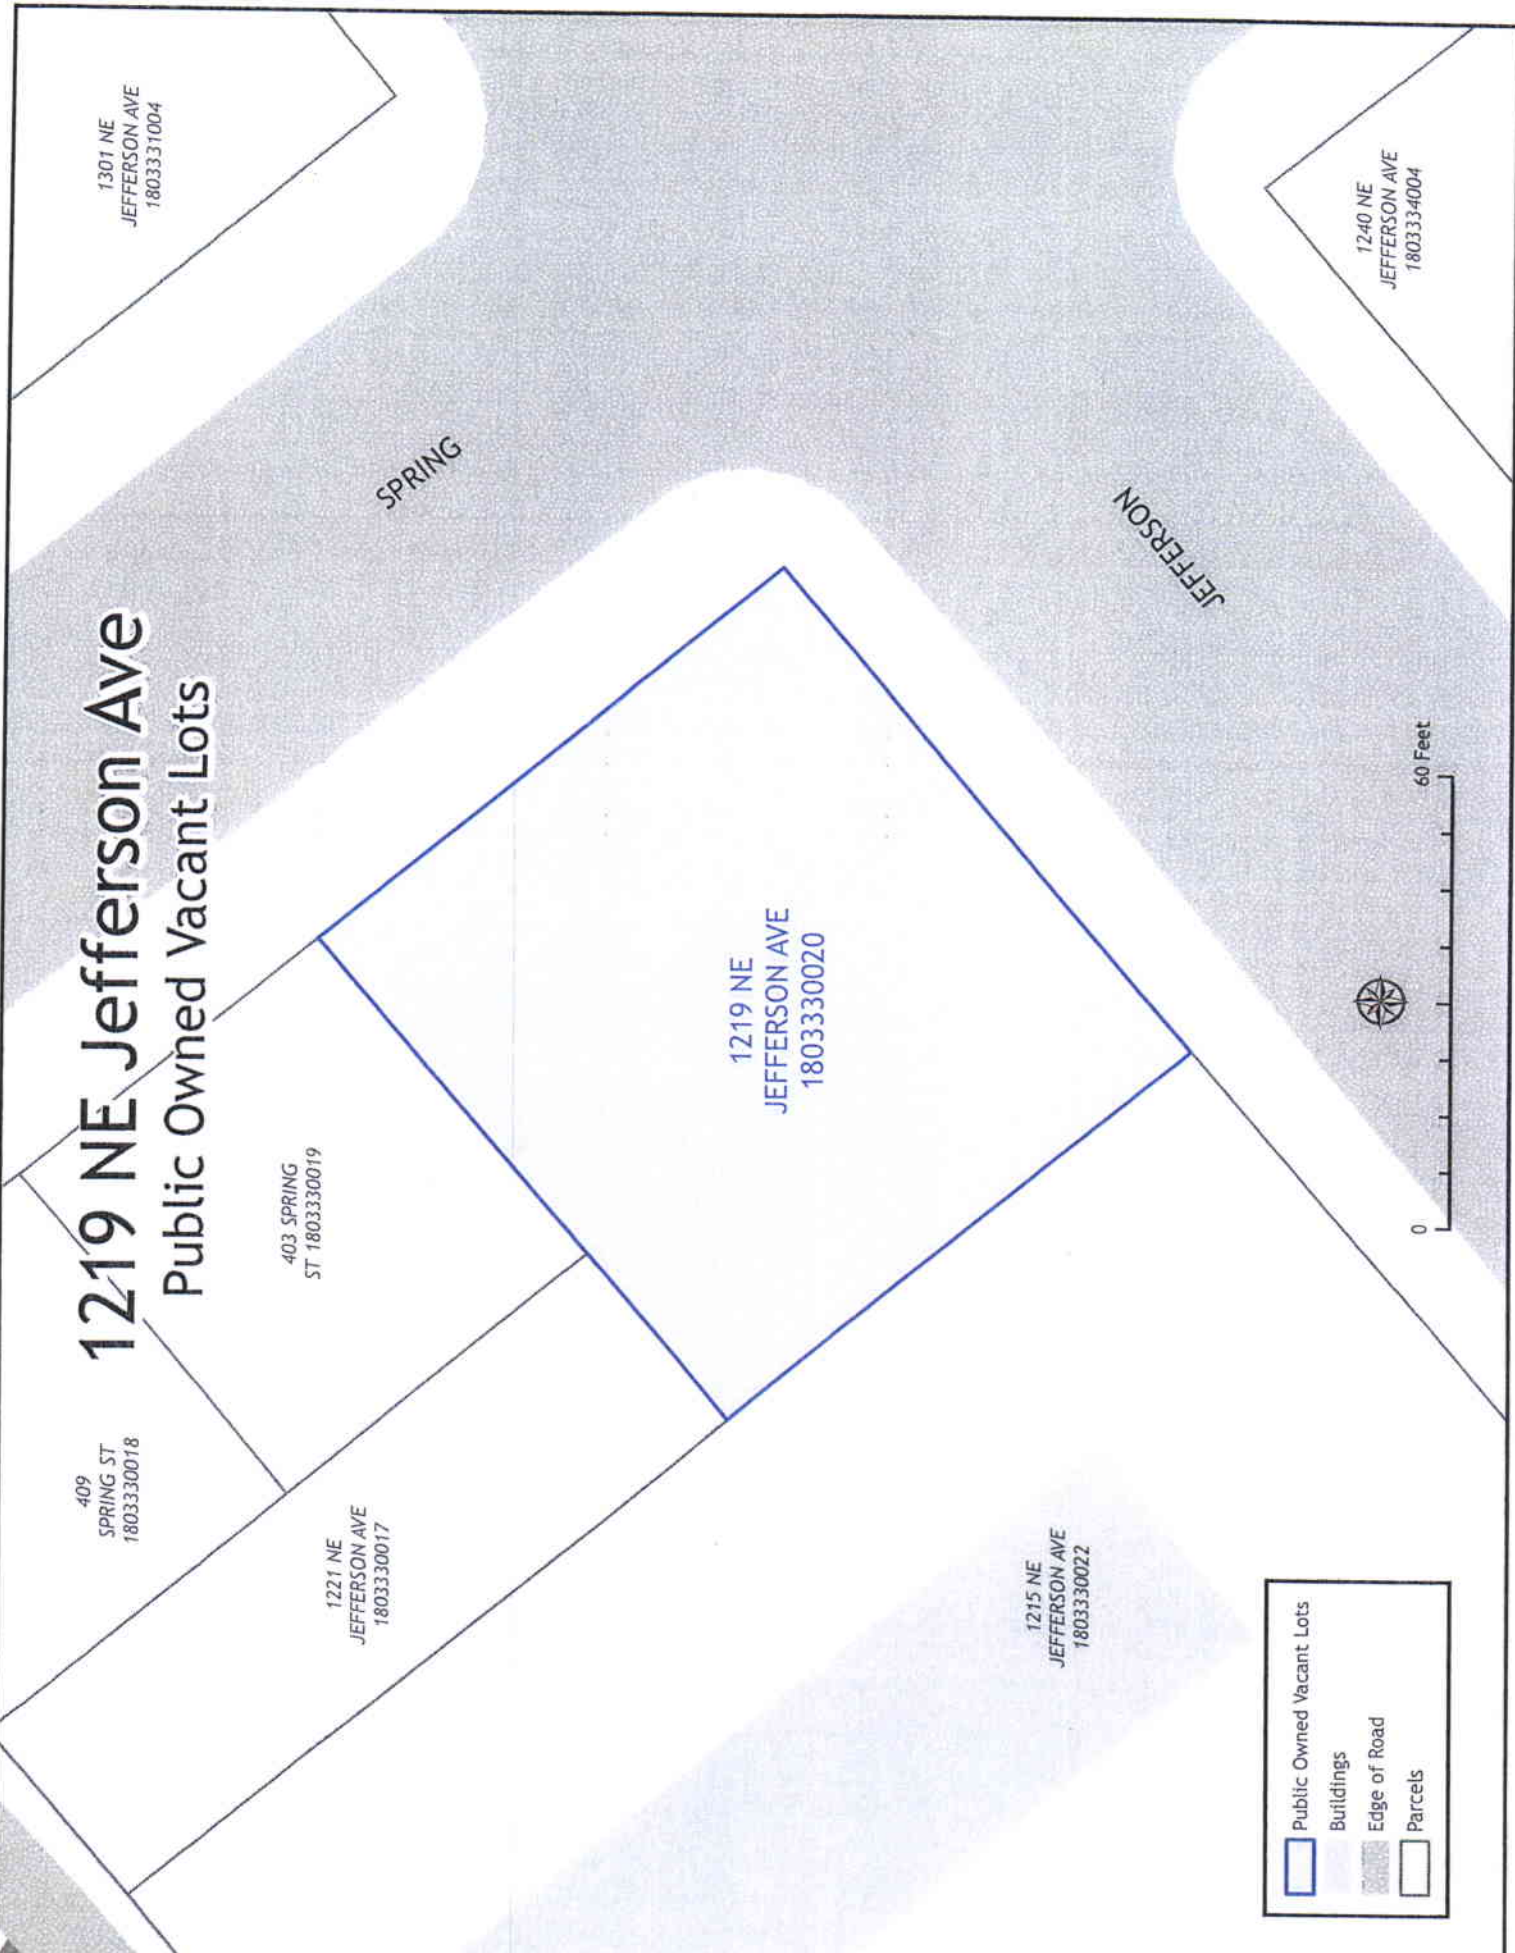 1219 NE Jefferson Ave
Public Owned Vacant Lots
409
SPRING ST
1803330018
403 SPRING
ST 1803330019
1301 NE
JEFFERSON AVE
1803331004
SPRING
1221 NE
JEFFERSON AVE
1803330017
1219 NE
JEFFERSON AVE
1803330020
JEFFERSON
1215 NE
JEFFERSON AVE
1803330022
1240 NE
JEFFERSON AVE
1803334004
Public Owned Vacant Lots
Buildings
Edge of Road
Parcels
0
60 Feet